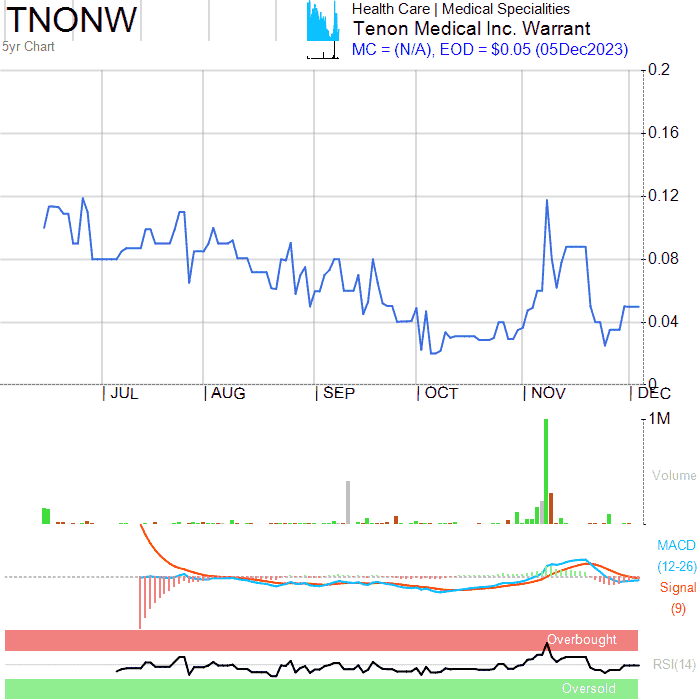 TNONW
5yr Chart
Health Care | Medical Specialities
Tenon Medical Inc. Warrant
MC = (N/A), EOD = $0.05 (05Dec2023)
0.2
0.16
0.12
0.08
0.04
0
| JUL | AUG | SEP | OCT | NOV | DEC
1M
Volume
MACD
(12-26)
Signal
(9)
Overbought
RSI(14)
Oversold